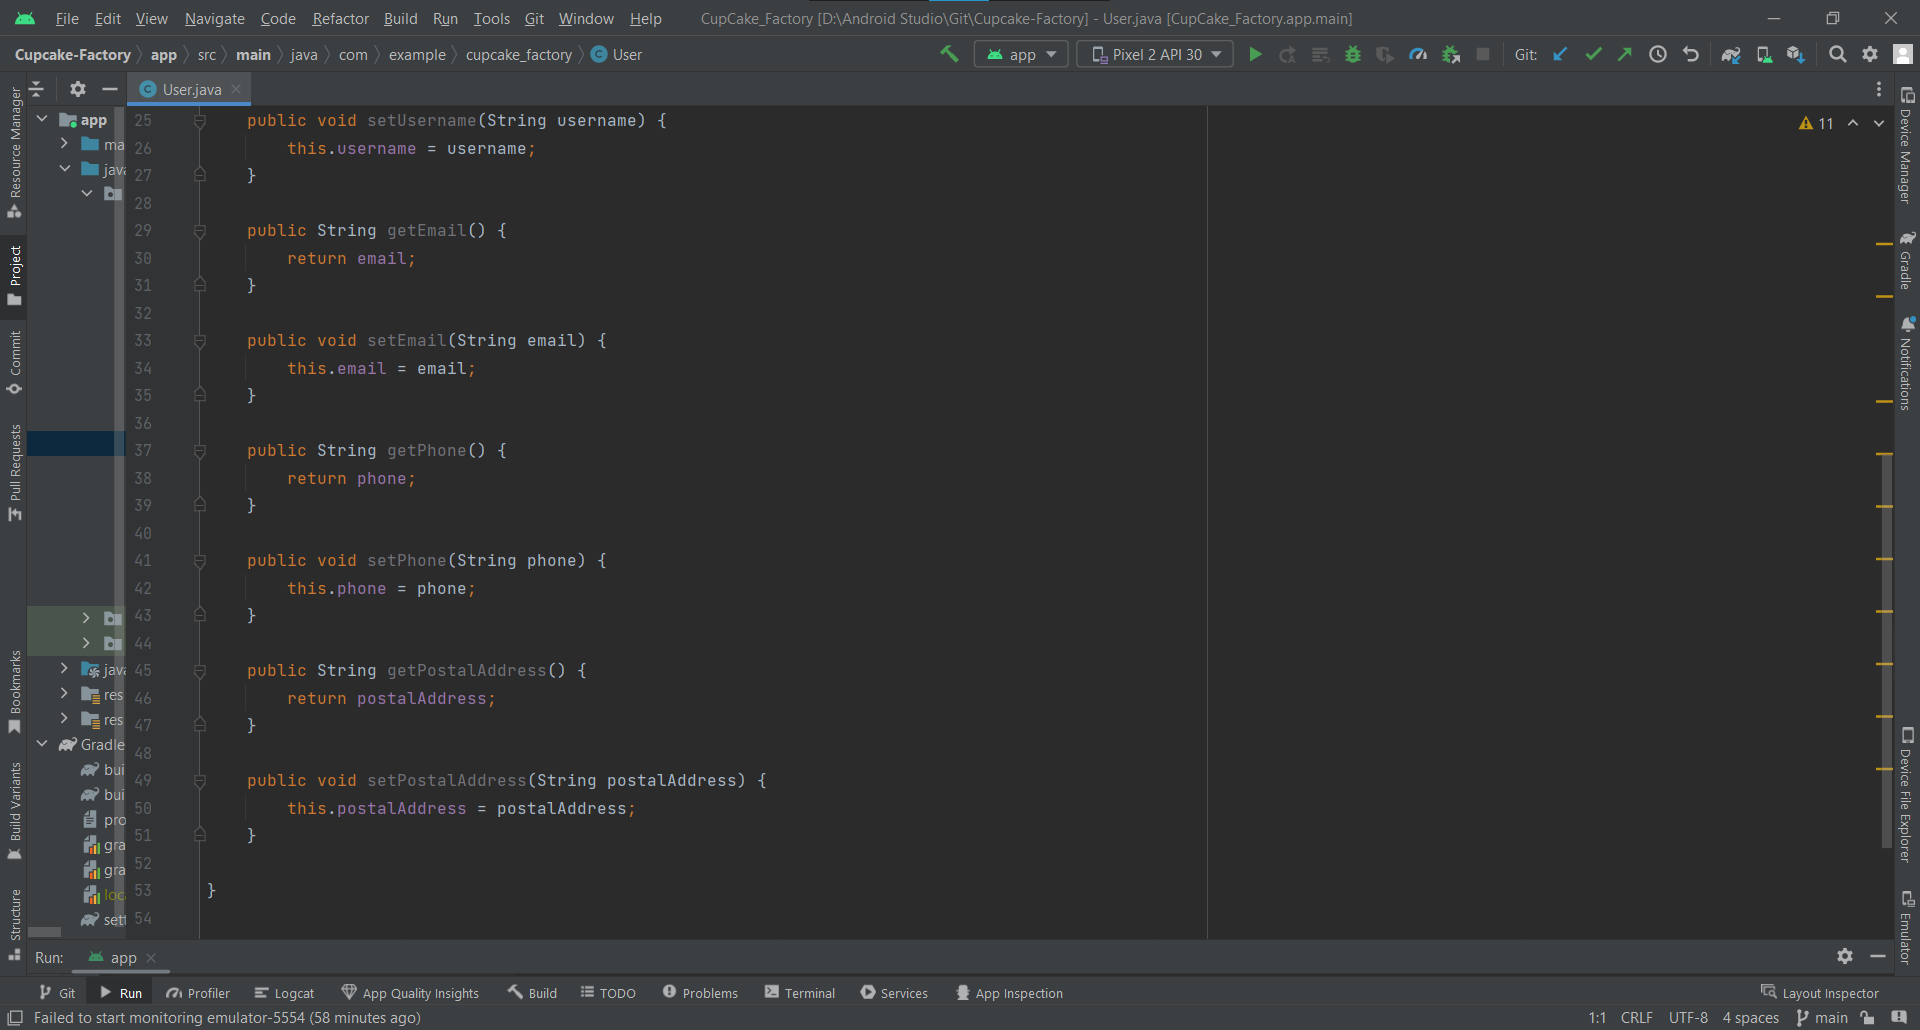 File Edit View Navigate Code Refactor Build Run Tools Git Window Help CupCake_Factory [D:\Android Studio\Git\Cupcake-Factory] - User.java [CupCake_Factory.app.main]
Cupcake-Factory app src main java com example cupcake_factory C User app Pixel 2 API 30 Git:
C User.java
11
app
ma
java
java
res
res
Gradle
bui
bui
pro
gra
gra
loc
sett
25 public void setUsername(String username) {
26 this.username = username;
27 }
28
29 public String getEmail() {
30 return email;
31 }
32
33 public void setEmail(String email) {
34 this.email = email;
35 }
36
37 public String getPhone() {
38 return phone;
39 }
40
41 public void setPhone(String phone) {
42 this.phone = phone;
43 }
44
45 public String getPostalAddress() {
46 return postalAddress;
47 }
48
49 public void setPostalAddress(String postalAddress) {
50 this.postalAddress = postalAddress;
51 }
52
53 }
54
Resource Manager
Project
Commit
Pull Requests
Bookmarks
Build Variants
Structure
Device Manager
Gradle
Notifications
Device File Explorer
Emulator
Run: app
Git Run Profiler Logcat App Quality Insights Build TODO Problems Terminal Services App Inspection Layout Inspector
Failed to start monitoring emulator-5554 (58 minutes ago) 1:1 CRLF UTF-8 4 spaces main